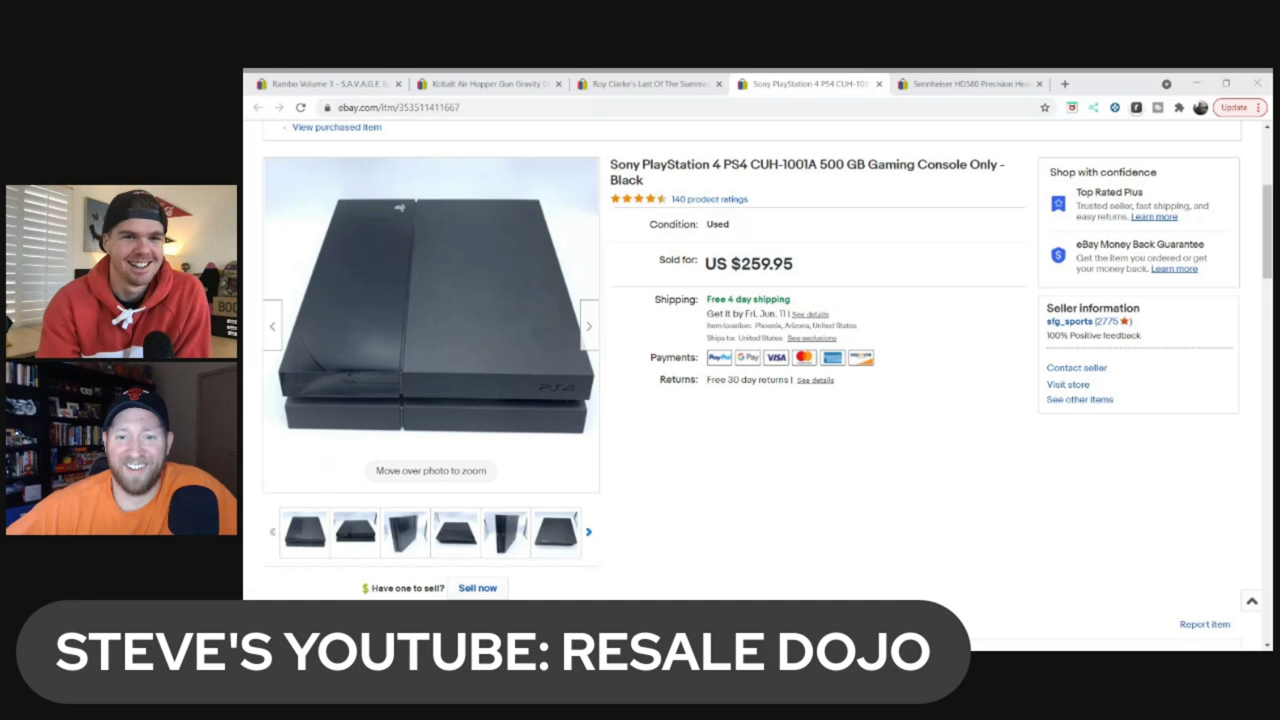 Rambo Volume 3 - S.A.V.A.G.E. Is
Kobalt Air Hopper Gun Gravity C
Roy Clarke's Last Of The Summer
Sony PlayStation 4 PS4 CUH-100
Sennheiser HD580 Precision Hea
ebay.com/itm/353511411667
Update
View purchased item
Sony PlayStation 4 PS4 CUH-1001A 500 GB Gaming Console Only -
Black
140 product ratings
Condition: Used
Sold for: US $259.95
Shipping: Free 4 day shipping
Get it by Fri. Jun. 11 | See details
Item location: Phoenix, Arizona, United States
Ships to: United States See exclusions
Payments: PayPal G Pay VISA
Returns: Free 30 day returns | See details
Shop with confidence
Top Rated Plus
Trusted seller, fast shipping, and
easy returns. Learn more
eBay Money Back Guarantee
Get the item you ordered or get
your money back. Learn more
Seller information
sfg_sports (2775 )
100% Positive feedback
Contact seller
Visit store
See other items
PS4
Move over photo to zoom
$ Have one to sell? Sell now
Report item
BOO
STEVE'S YOUTUBE: RESALE DOJO